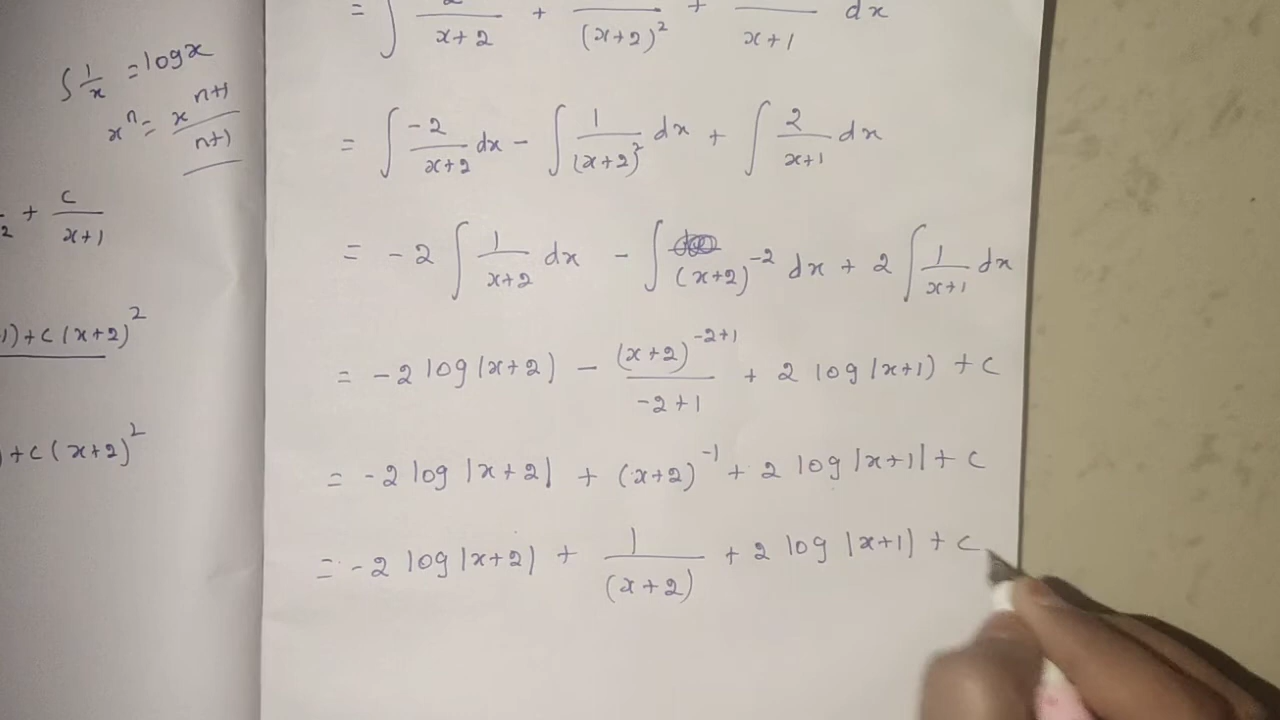 ∫ 1/x = log x
x^n = x^(n+1)/(n+1)
2 + c/(x+1)
1) + c(x+2)^2
) + c(x+2)^2
= ∫ 2/(x+2) + /(x+2)^2 + /(x+1) dx
= ∫ -2/(x+2) dx - ∫ 1/(x+2)^2 dx + ∫ 2/(x+1) dx
= -2 ∫ 1/(x+2) dx - ∫ (x+2)^-2 dx + 2 ∫ 1/(x+1) dx
= -2 log |x+2) - (x+2)^(-2+1)/(-2+1) + 2 log |x+1) + c
= -2 log |x+2| + (x+2)^-1 + 2 log |x+1| + c
= -2 log |x+2| + 1/(x+2) + 2 log |x+1| + c